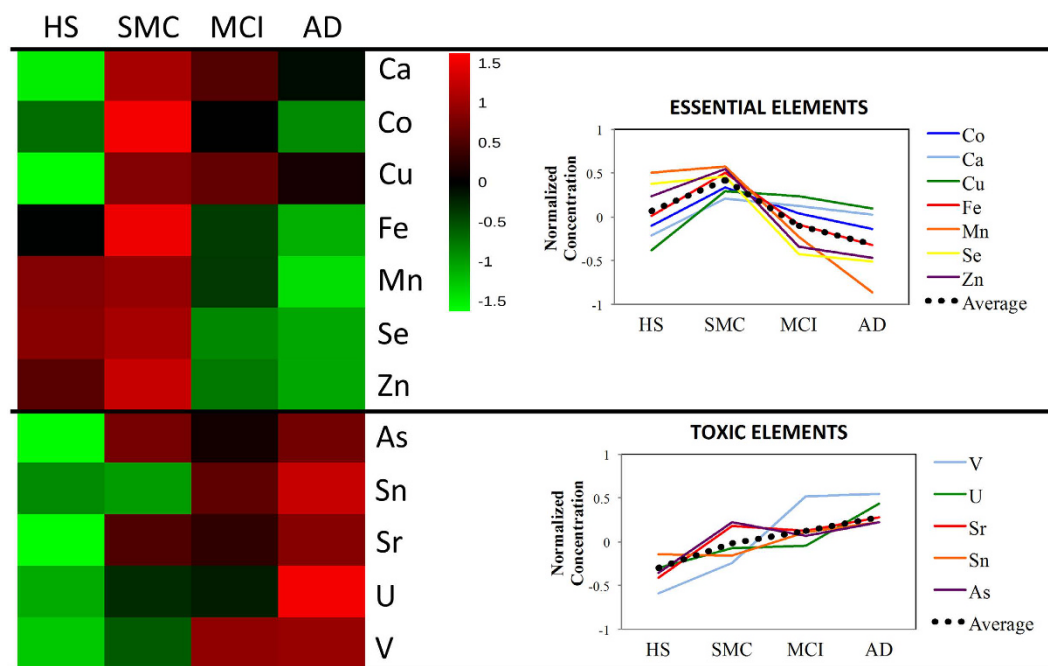 HS SMC MCI AD
Ca
Co
Cu
Fe
Mn
Se
Zn
As
Sn
Sr
U
V
1.5
1
0.5
0
-0.5
-1
-1.5
ESSENTIAL ELEMENTS
Normalized
Concentration
1
0.5
0
-0.5
-1
HS SMC MCI AD
Co
Ca
Cu
Fe
Mn
Se
Zn
Average
TOXIC ELEMENTS
Normalized
Concentration
1
0.5
0
-0.5
-1
HS SMC MCI AD
V
U
Sr
Sn
As
Average